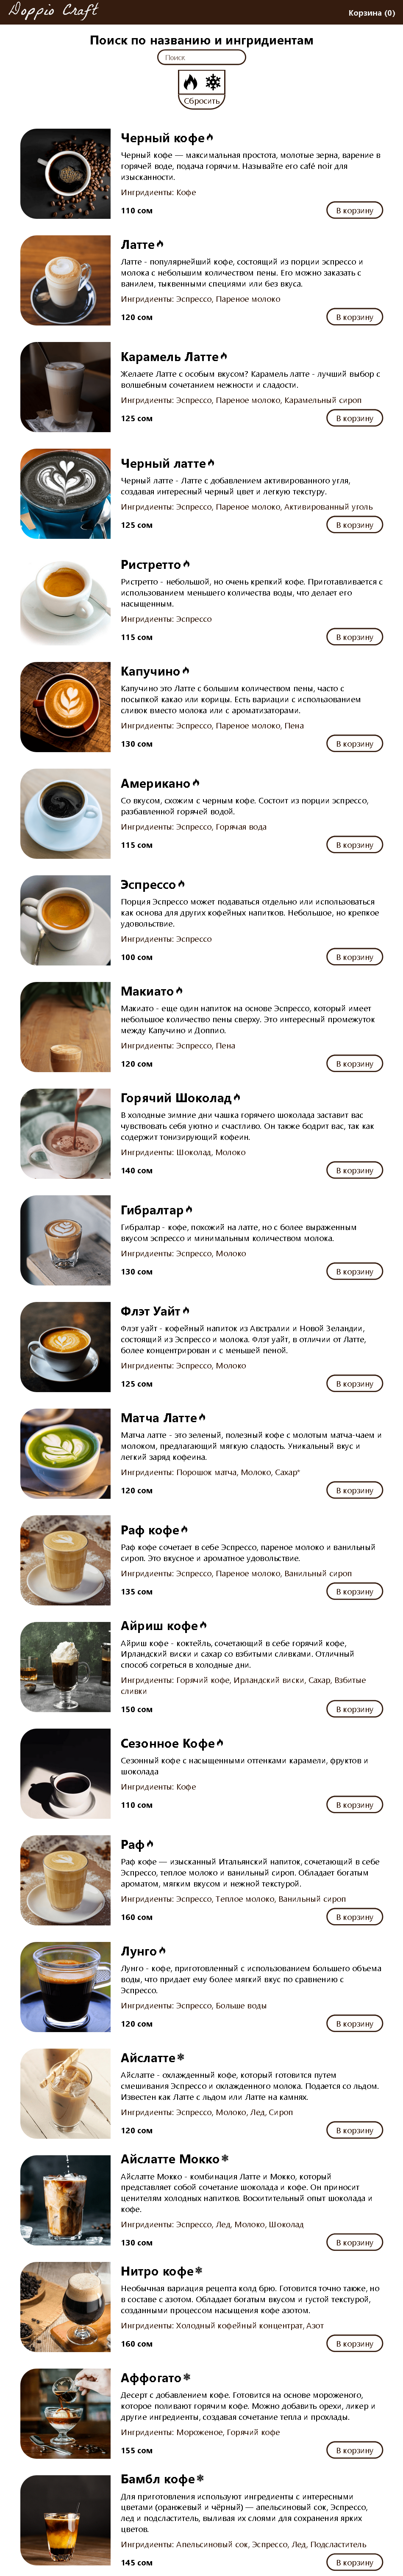 Doppio Craft
Корзина (0)
Поиск по названию и ингридиентам
Поиск
Сбросить
Черный кофе
Черный кофе — максимальная простота, молотые зерна, варение в
горячей воде, подача горячим. Называйте его café noir для
изысканности.
Ингридиенты: Кофе
110 сом
В корзину
Латте
Латте - популярнейший кофе, состоящий из порции эспрессо и
молока с небольшим количеством пены. Его можно заказать с
ванилем, тыквенными специями или без вкуса.
Ингридиенты: Эспрессо, Пареное молоко
120 сом
В корзину
Карамель Латте
Желаете Латте с особым вкусом? Карамель латте - лучший выбор с
волшебным сочетанием нежности и сладости.
Ингридиенты: Эспрессо, Пареное молоко, Карамельный сироп
125 сом
В корзину
Черный латте
Черный латте - Латте с добавлением активированного угля,
создавая интересный черный цвет и легкую текстуру.
Ингридиенты: Эспрессо, Пареное молоко, Активированный уголь
125 сом
В корзину
Ристретто
Ристретто - небольшой, но очень крепкий кофе. Приготавливается с
использованием меньшего количества воды, что делает его
насыщенным.
Ингридиенты: Эспрессо
115 сом
В корзину
Капучино
Капучино это Латте с большим количеством пены, часто с
посыпкой какао или корицы. Есть вариации с использованием
сливок вместо молока или с ароматизаторами.
Ингридиенты: Эспрессо, Пареное молоко, Пена
130 сом
В корзину
Американо
Со вкусом, схожим с черным кофе. Состоит из порции эспрессо,
разбавленной горячей водой.
Ингридиенты: Эспрессо, Горячая вода
115 сом
В корзину
Эспрессо
Порция Эспрессо может подаваться отдельно или использоваться
как основа для других кофейных напитков. Небольшое, но крепкое
удовольствие.
Ингридиенты: Эспрессо
100 сом
В корзину
Макиато
Макиато - еще один напиток на основе Эспрессо, который имеет
небольшое количество пены сверху. Это интересный промежуток
между Капучино и Доппио.
Ингридиенты: Эспрессо, Пена
120 сом
В корзину
Горячий Шоколад
В холодные зимние дни чашка горячего шоколада заставит вас
чувствовать себя уютно и счастливо. Он также бодрит вас, так как
содержит тонизирующий кофеин.
Ингридиенты: Шоколад, Молоко
140 сом
В корзину
Гибралтар
Гибралтар - кофе, похожий на латте, но с более выраженным
вкусом эспрессо и минимальным количеством молока.
Ингридиенты: Эспрессо, Молоко
130 сом
В корзину
Флэт Уайт
Флэт уайт - кофейный напиток из Австралии и Новой Зеландии,
состоящий из Эспрессо и молока. Флэт уайт, в отличии от Латте,
более концентрирован и с меньшей пеной.
Ингридиенты: Эспрессо, Молоко
125 сом
В корзину
Матча Латте
Матча латте - это зеленый, полезный кофе с молотым матча-чаем и
молоком, предлагающий мягкую сладость. Уникальный вкус и
легкий заряд кофеина.
Ингридиенты: Порошок матча, Молоко, Сахар*
120 сом
В корзину
Раф кофе
Раф кофе сочетает в себе Эспрессо, пареное молоко и ванильный
сироп. Это вкусное и ароматное удовольствие.
Ингридиенты: Эспрессо, Пареное молоко, Ванильный сироп
135 сом
В корзину
Айриш кофе
Айриш кофе - коктейль, сочетающий в себе горячий кофе,
Ирландский виски и сахар со взбитыми сливками. Отличный
способ согреться в холодные дни.
Ингридиенты: Горячий кофе, Ирландский виски, Сахар, Взбитые
сливки
150 сом
В корзину
Сезонное Кофе
Сезонный кофе с насыщенными оттенками карамели, фруктов и
шоколада
Ингридиенты: Кофе
110 сом
В корзину
Раф
Раф кофе — изысканный Итальянский напиток, сочетающий в себе
Эспрессо, теплое молоко и ванильный сироп. Обладает богатым
ароматом, мягким вкусом и нежной текстурой.
Ингридиенты: Эспрессо, Теплое молоко, Ванильный сироп
160 сом
В корзину
Лунго
Лунго - кофе, приготовленный с использованием большего объема
воды, что придает ему более мягкий вкус по сравнению с
Эспрессо.
Ингридиенты: Эспрессо, Больше воды
120 сом
В корзину
Айслатте
Айслатте - охлажденный кофе, который готовится путем
смешивания Эспрессо и охлажденного молока. Подается со льдом.
Известен как Латте с льдом или Латте на камнях.
Ингридиенты: Эспрессо, Молоко, Лед, Сироп
120 сом
В корзину
Айслатте Мокко
Айслатте Мокко - комбинация Латте и Мокко, который
представляет собой сочетание шоколада и кофе. Он приносит
ценителям холодных напитков. Восхитительный опыт шоколада и
кофе.
Ингридиенты: Эспрессо, Лед, Молоко, Шоколад
130 сом
В корзину
Нитро кофе
Необычная вариация рецепта колд брю. Готовится точно также, но
в составе с азотом. Обладает богатым вкусом и густой текстурой,
созданными процессом насыщения кофе азотом.
Ингридиенты: Холодный кофейный концентрат, Азот
160 сом
В корзину
Аффогато
Десерт с добавлением кофе. Готовится на основе мороженого,
которое поливают горячим кофе. Можно добавить орехи, ликер и
другие ингредиенты, создавая сочетание тепла и прохлады.
Ингридиенты: Мороженое, Горячий кофе
155 сом
В корзину
Бамбл кофе
Для приготовления используют ингредиенты с интересными
цветами (оранжевый и чёрный) — апельсиновый сок, Эспрессо,
лед и подсластитель, выливая их слоями для сохранения ярких
цветов.
Ингридиенты: Апельсиновый сок, Эспрессо, Лед, Подсластитель
145 сом
В корзину